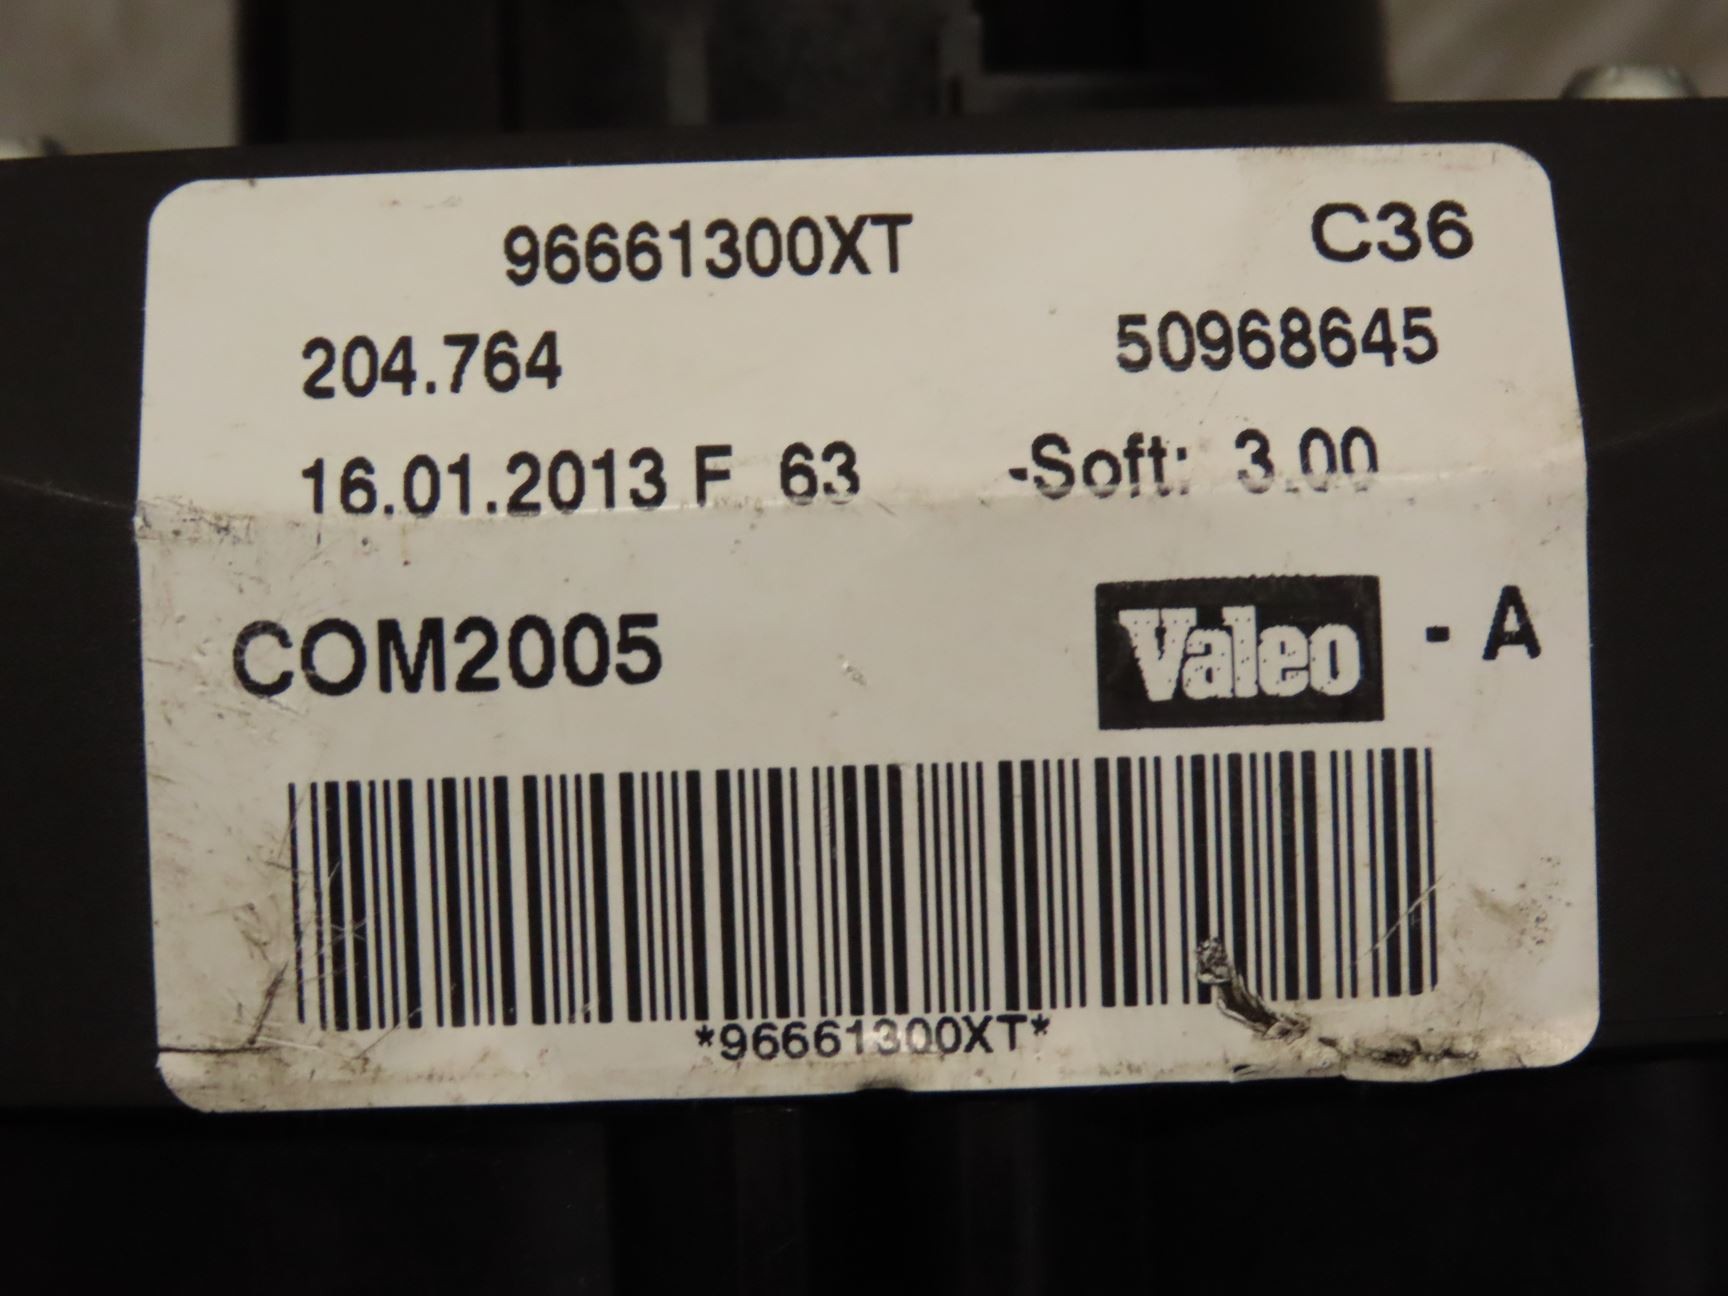 96661300XT C36
204.764 50968645
16.01.2013 F 63 -Soft: 3.00
COM2005 Valeo - A
*96661300XT*